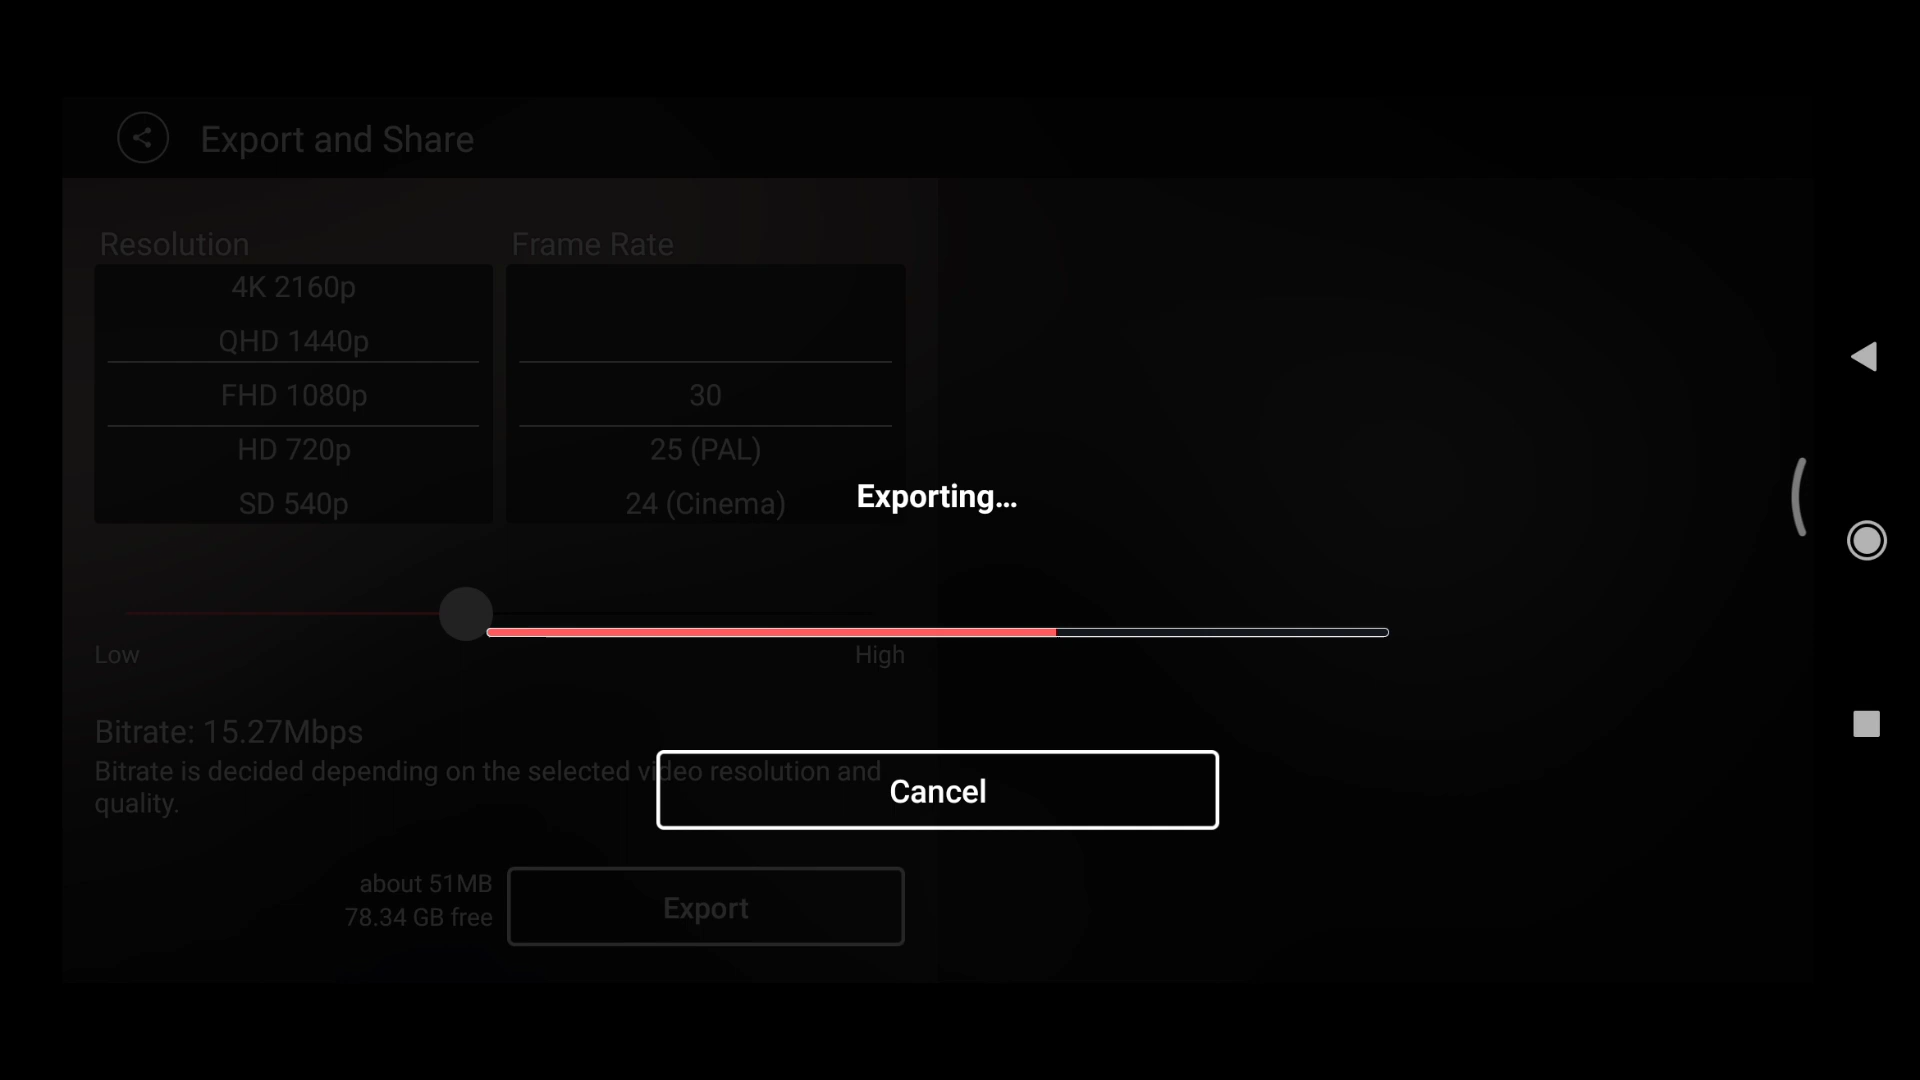 Export and Share
Resolution
Frame Rate
4K 2160p
QHD 1440p
FHD 1080p
HD 720p
SD 540p
30
25 (PAL)
24 (Cinema)
Exporting...
Low
High
Bitrate: 15.27Mbps
Bitrate is decided depending on the selected video resolution and
quality.
Cancel
about 51MB
78.34 GB free
Export